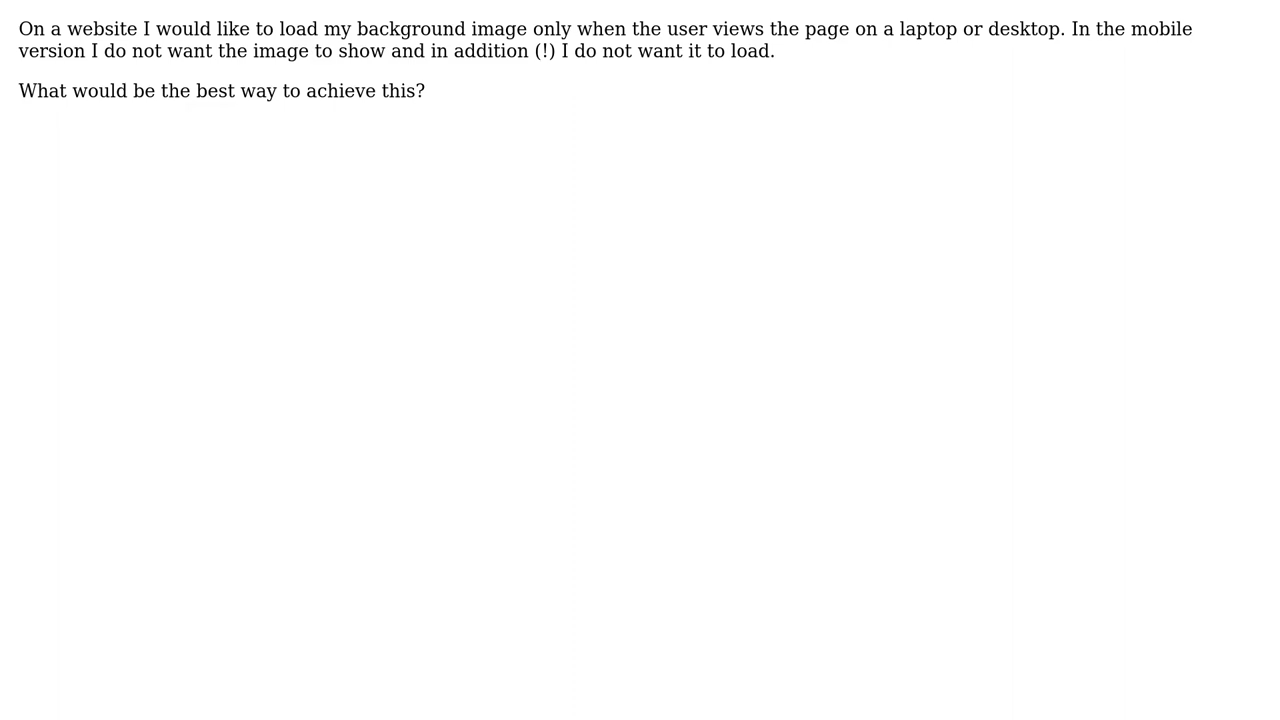 On a website I would like to load my background image only when the user views the page on a laptop or desktop. In the mobile
version I do not want the image to show and in addition (!) I do not want it to load.
What would be the best way to achieve this?